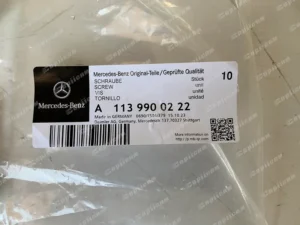 Mercedes-Benz
Mercedes-Benz Original-Teile/Geprüfte Qualität
SCHRAUBE
SCREW
VIS
TORNILLO
10
Stück
unit
unité
unidad
A 113 990 02 22
Made in GERMANY